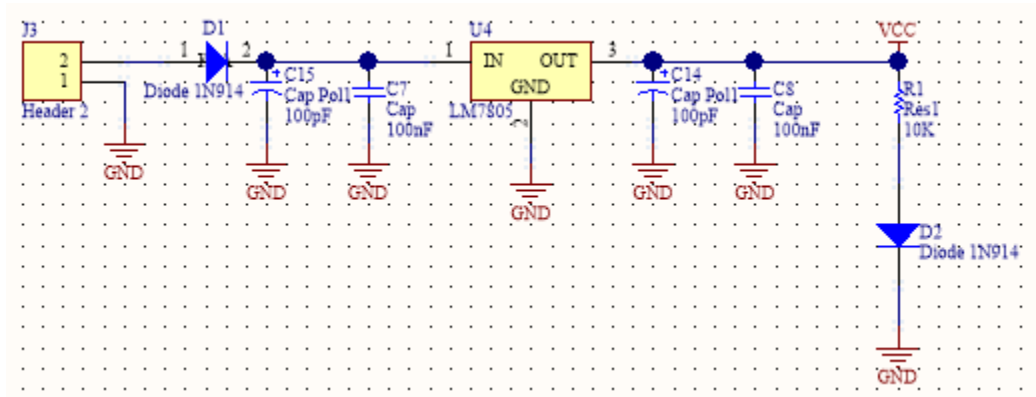 J3
2
1
Header 2
GND
D1
1
2
Diode 1N914
C15
Cap Pol1
100pF
GND
C7
Cap
100nF
GND
U4
1
IN
OUT
3
GND
2
LM7805
GND
C14
Cap Pol1
100pF
GND
C8
Cap
100nF
GND
VCC
R1
Res1
10K
D2
Diode 1N914
GND